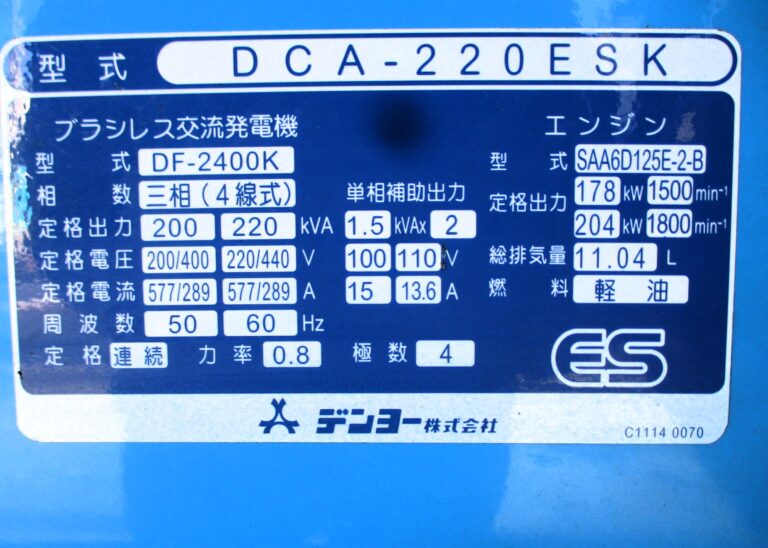 型式 DCA-220ESK
ブラシレス交流発電機
型式 DF-2400K
相数 三相(4線式)
定格出力 200 220 kVA
定格電圧 200/400 220/440 V
定格電流 577/289 577/289 A
周波数 50 60 Hz
定格 連続 力率 0.8 極数 4
単相補助出力
1.5 kVAx 2
100 110 V
15 13.6 A
エンジン
型式 SAA6D125E-2-B
定格出力 178 kW 1500 min⁻¹
204 kW 1800 min⁻¹
総排気量 11.04 L
燃料 軽油
ES
デンヨー株式会社
C1114 0070